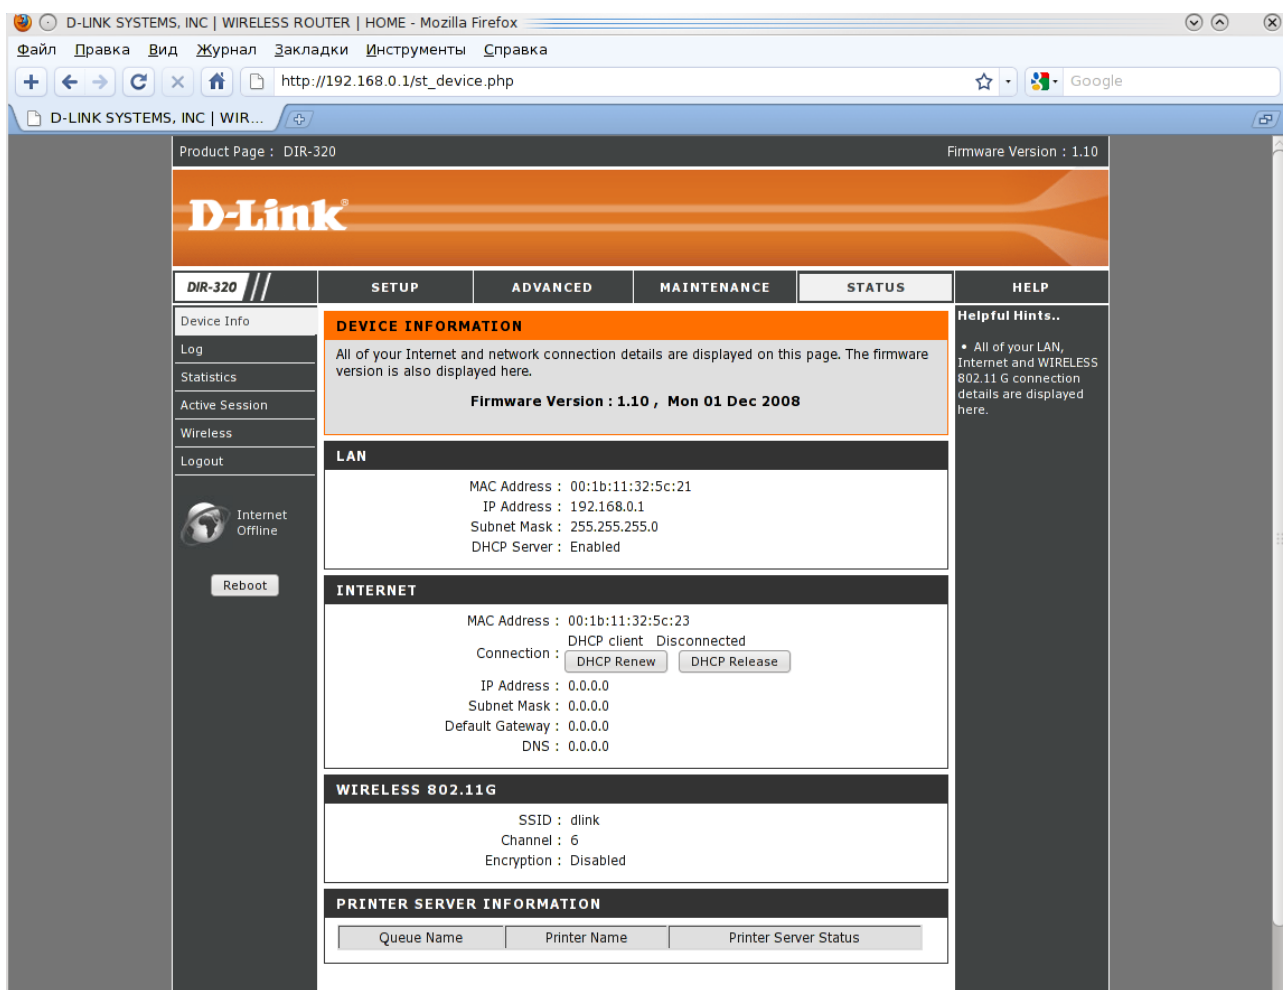 D-LINK SYSTEMS, INC | WIRELESS ROUTER | HOME - Mozilla Firefox
Файл Правка Вид Журнал Закладки Инструменты Справка
http://192.168.0.1/st_device.php
Google
D-LINK SYSTEMS, INC | WIR...
Product Page : DIR-320
Firmware Version : 1.10
D-Link®
DIR-320
SETUP
ADVANCED
MAINTENANCE
STATUS
HELP
Device Info
Log
Statistics
Active Session
Wireless
Logout
Internet
Offline
Reboot
DEVICE INFORMATION
All of your Internet and network connection details are displayed on this page. The firmware
version is also displayed here.
Firmware Version : 1.10 , Mon 01 Dec 2008
LAN
MAC Address : 00:1b:11:32:5c:21
IP Address : 192.168.0.1
Subnet Mask : 255.255.255.0
DHCP Server : Enabled
INTERNET
MAC Address : 00:1b:11:32:5c:23
DHCP client Disconnected
Connection :
DHCP Renew
DHCP Release
IP Address : 0.0.0.0
Subnet Mask : 0.0.0.0
Default Gateway : 0.0.0.0
DNS : 0.0.0.0
WIRELESS 802.11G
SSID : dlink
Channel : 6
Encryption : Disabled
PRINTER SERVER INFORMATION
Queue Name
Printer Name
Printer Server Status
Helpful Hints..
• All of your LAN,
Internet and WIRELESS
802.11 G connection
details are displayed
here.